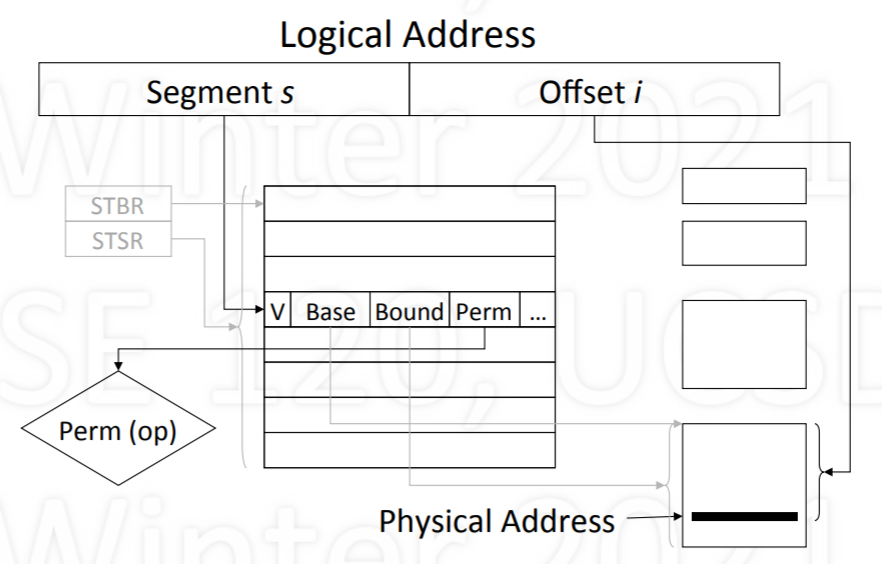 Logical Address
Segment s
Offset i
STBR
STSR
V
Base
Bound
Perm
...
Perm (op)
Physical Address
Winter 2021
SE 120, UCSD
Winter 2021